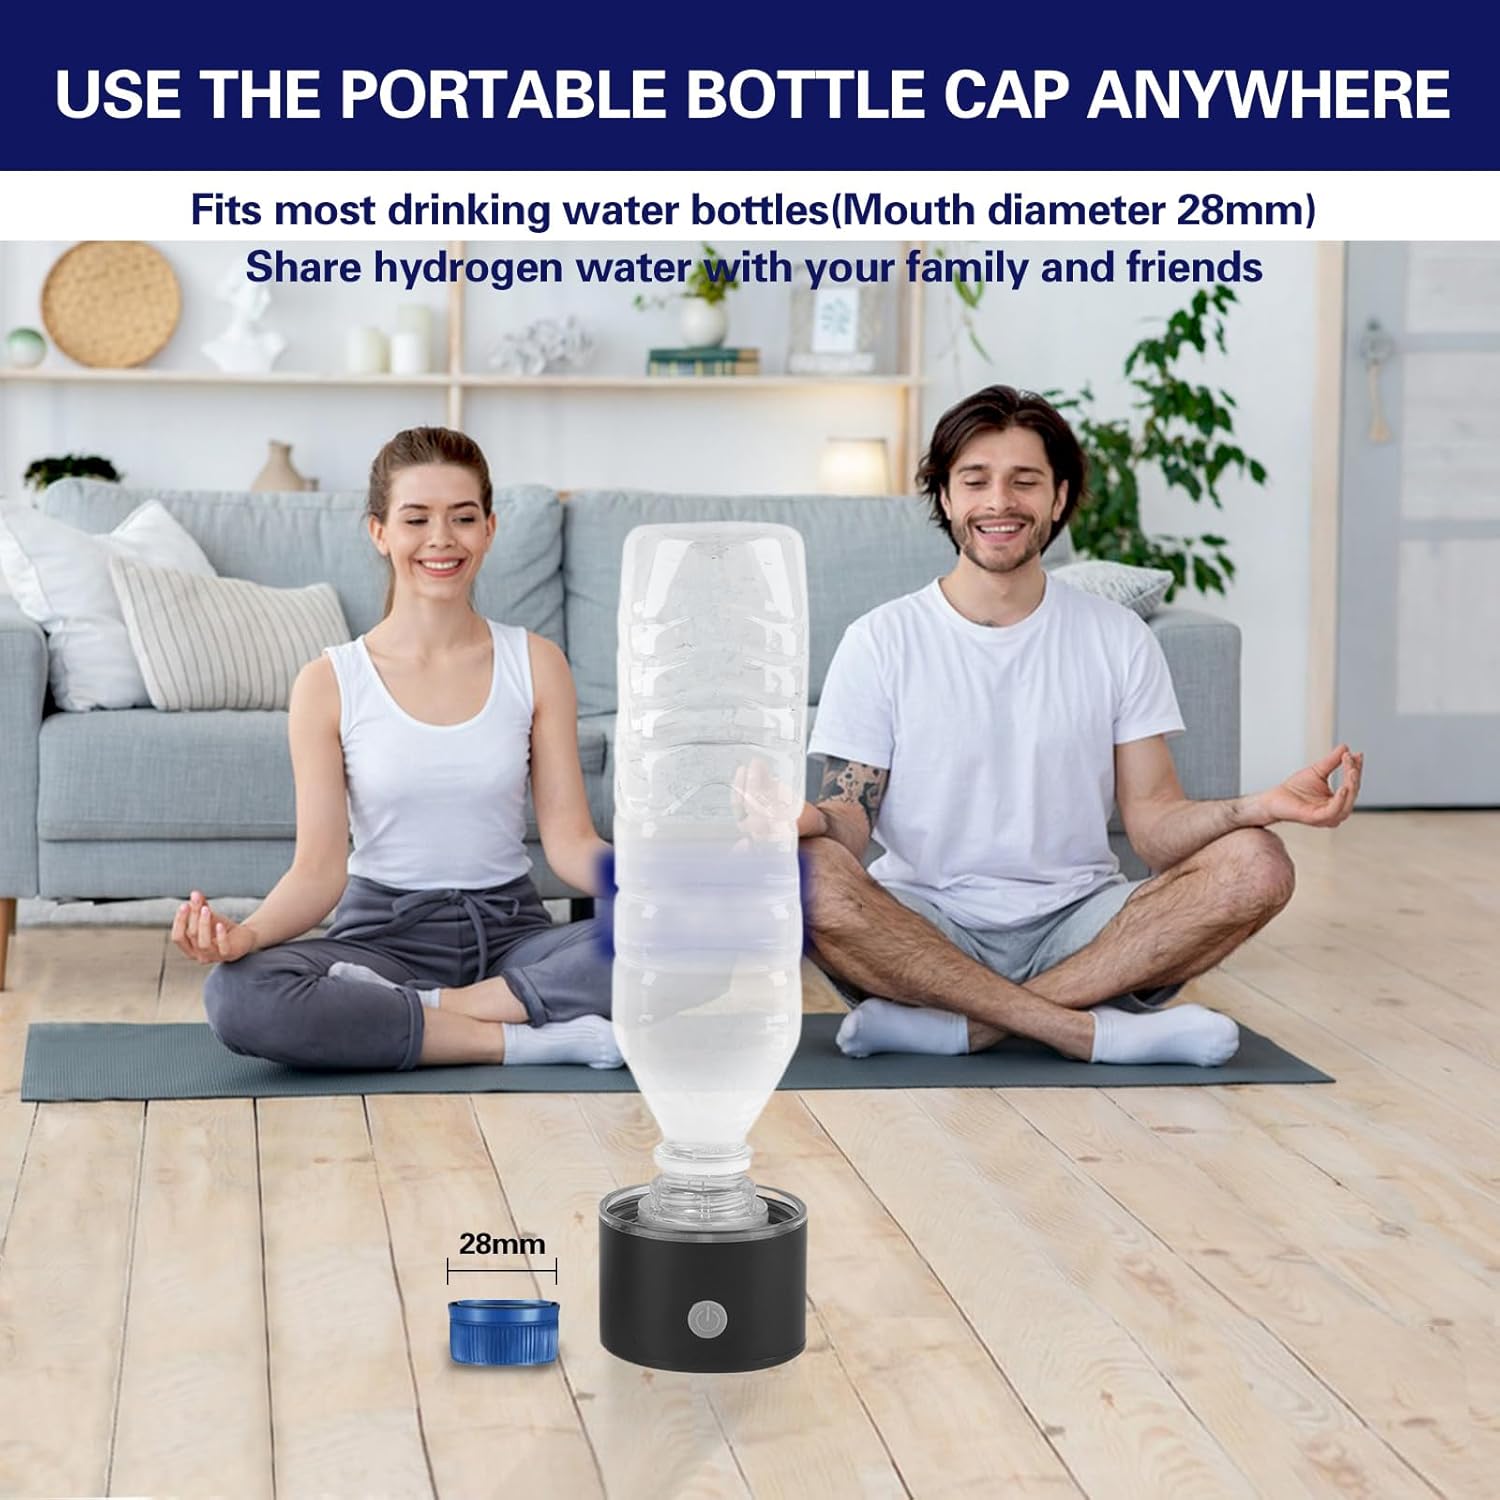 USE THE PORTABLE BOTTLE CAP ANYWHERE
Fits most drinking water bottles(Mouth diameter 28mm)
Share hydrogen water with your family and friends
28mm